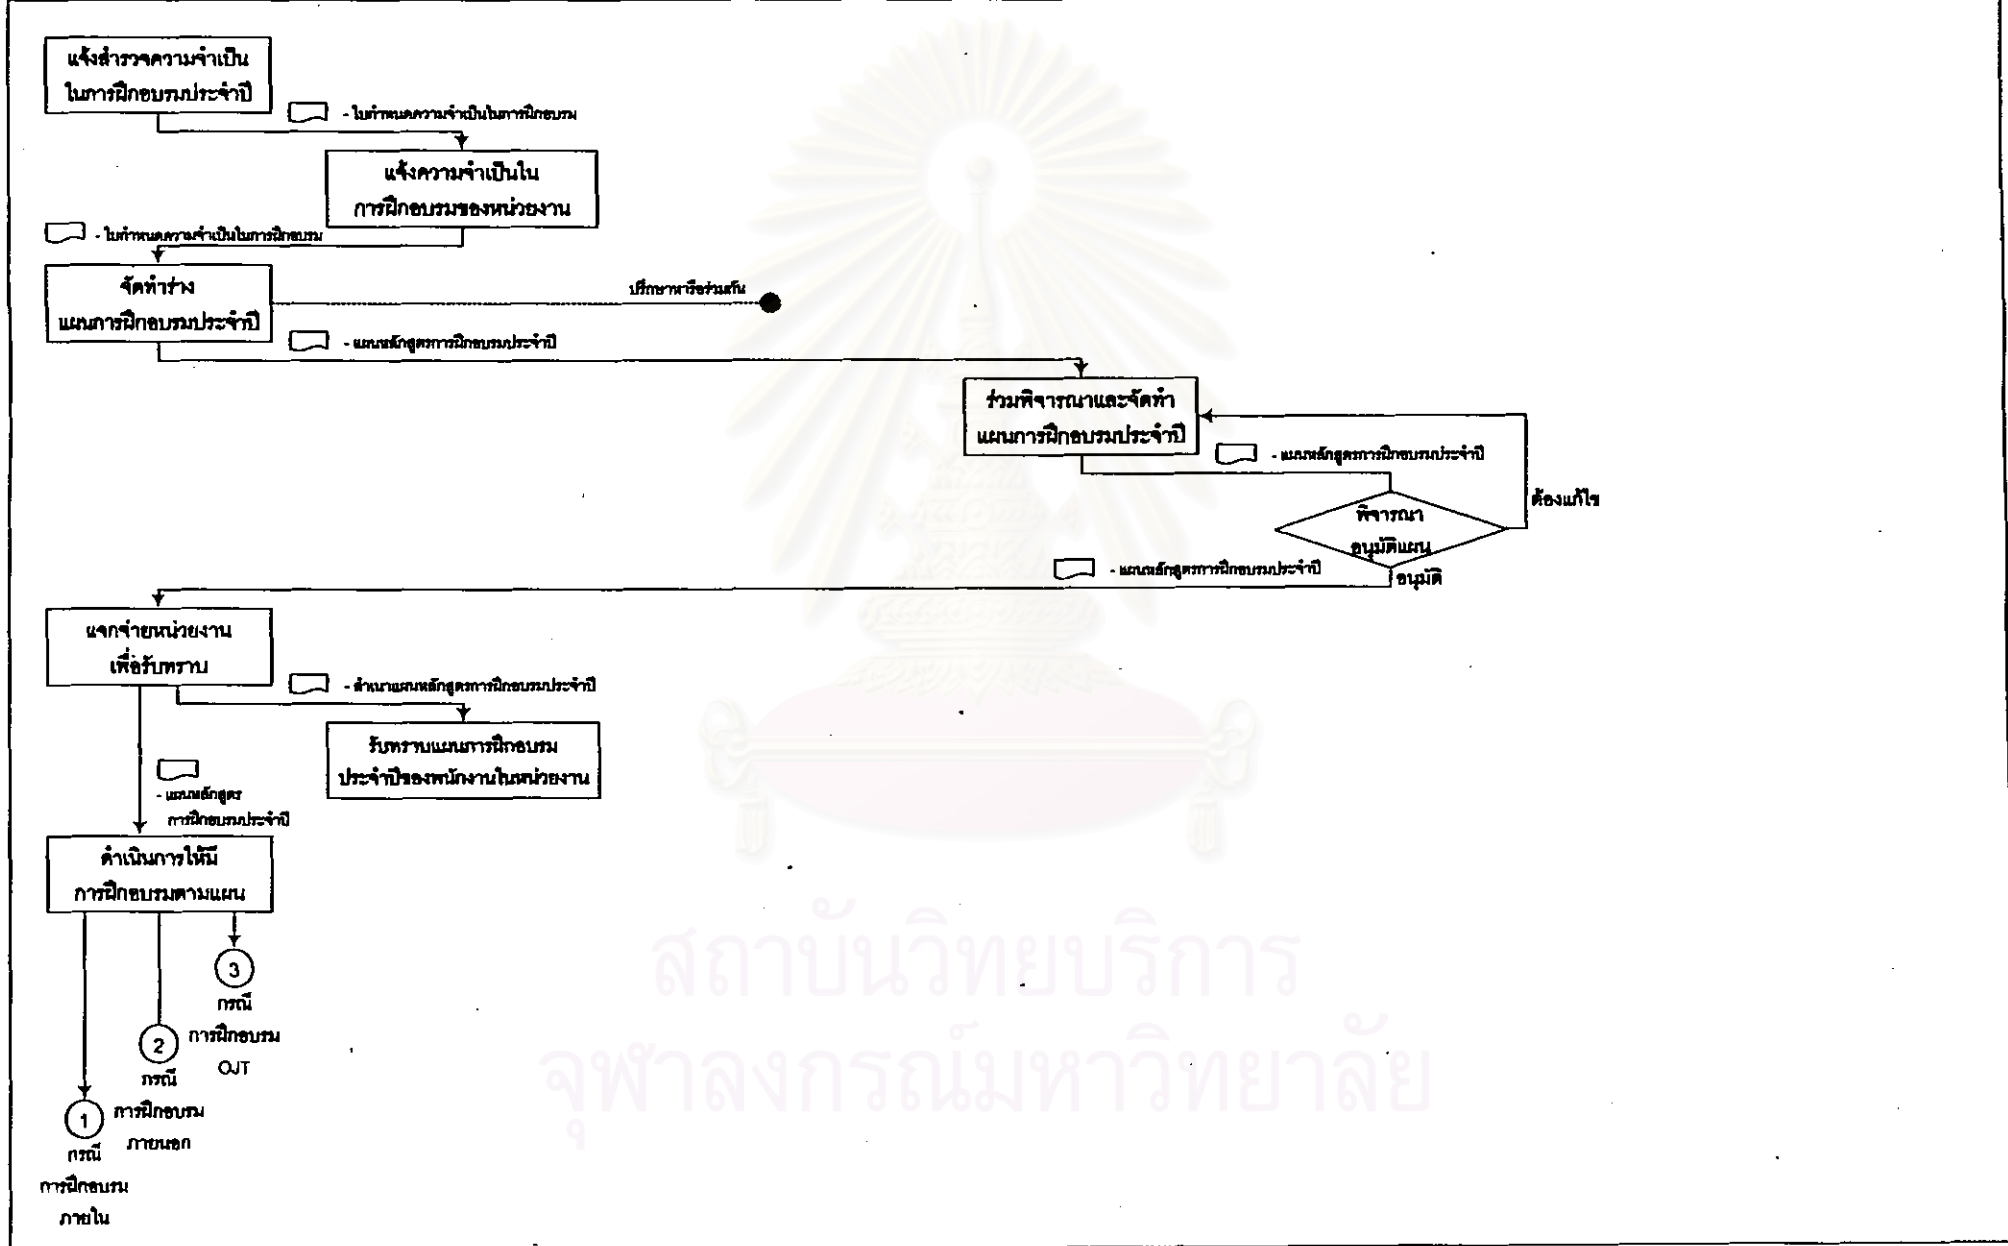 แจ้งสำรวจความจำเป็น
ในการฝึกอบรมประจำปี
- ใบกำหนดความจำเป็นในการฝึกอบรม
แจ้งความจำเป็นใน
การฝึกอบรมของหน่วยงาน
- ใบกำหนดความจำเป็นในการฝึกอบรม
จัดทำร่าง
แผนการฝึกอบรมประจำปี
ปรึกษาหารือร่วมกัน
- แผนหลักสูตรการฝึกอบรมประจำปี
ร่วมพิจารณาและจัดทำ
แผนการฝึกอบรมประจำปี
- แผนหลักสูตรการฝึกอบรมประจำปี
ต้องแก้ไข
พิจารณา
อนุมัติแผน
- แผนหลักสูตรการฝึกอบรมประจำปี
อนุมัติ
แจกจ่ายหน่วยงาน
เพื่อรับทราบ
- สำเนาแผนหลักสูตรการฝึกอบรมประจำปี
รับทราบแผนการฝึกอบรม
ประจำปีของพนักงานในหน่วยงาน
- แผนหลักสูตร
การฝึกอบรมประจำปี
ดำเนินการให้มี
การฝึกอบรมตามแผน
3
กรณี
การฝึกอบรม
OJT
2
กรณี
การฝึกอบรม
ภายนอก
1
กรณี
การฝึกอบรม
ภายใน
สถาบันวิทยบริการ
จุฬาลงกรณ์มหาวิทยาลัย